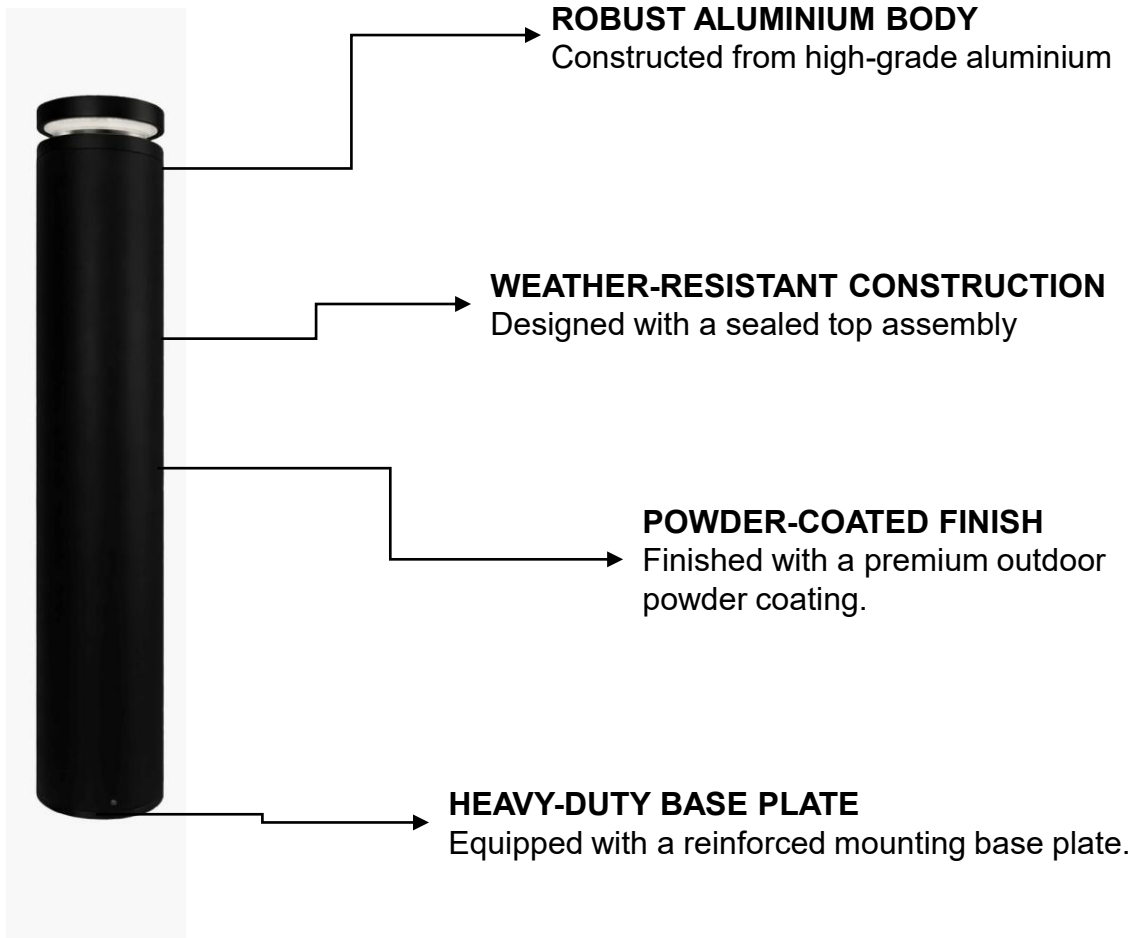 ROBUST ALUMINIUM BODY
Constructed from high-grade aluminium
WEATHER-RESISTANT CONSTRUCTION
Designed with a sealed top assembly
POWDER-COATED FINISH
Finished with a premium outdoor
powder coating.
HEAVY-DUTY BASE PLATE
Equipped with a reinforced mounting base plate.